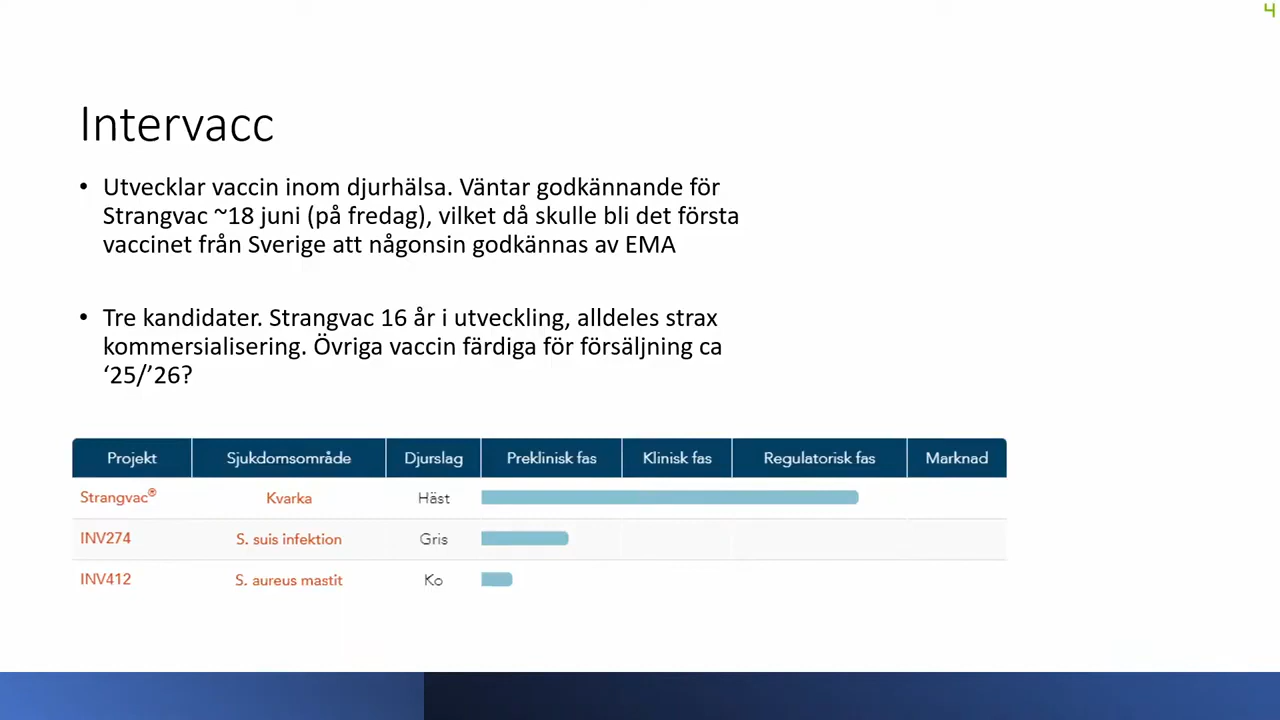 4
Intervacc
• Utvecklar vaccin inom djurhälsa. Väntar godkännande för
Strangvac ~18 juni (på fredag), vilket då skulle bli det första
vaccinet från Sverige att någonsin godkännas av EMA
• Tre kandidater. Strangvac 16 år i utveckling, alldeles strax
kommersialisering. Övriga vaccin färdiga för försäljning ca
‘25/’26?
Projekt Sjukdomsområde Djurslag Preklinisk fas Klinisk fas Regulatorisk fas Marknad
Strangvac® Kvarka Häst
INV274 S. suis infektion Gris
INV412 S. aureus mastit Ko